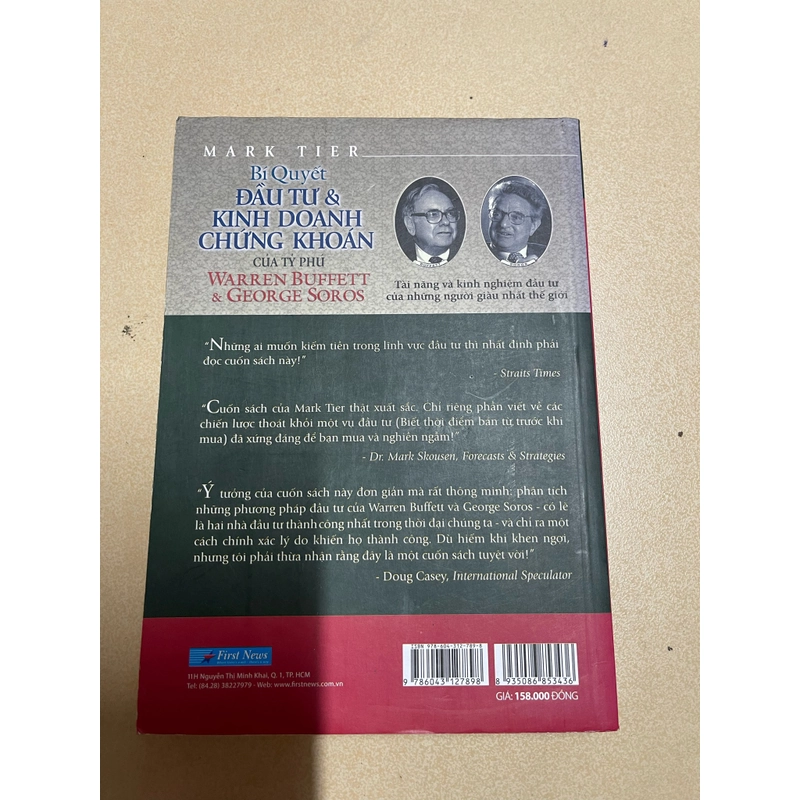 MARK TIER
Bí Quyết
ĐẦU TƯ &
KINH DOANH
CHỨNG KHOÁN
CỦA TỶ PHÚ
WARREN BUFFETT
& GEORGE SOROS
Tài năng và kinh nghiệm đầu tư
của những người giàu nhất thế giới
“Những ai muốn kiếm tiền trong lĩnh vực đầu tư thì nhất định phải
đọc cuốn sách này!”
- Straits Times
“Cuốn sách của Mark Tier thật xuất sắc. Chỉ riêng phần viết về các
chiến lược thoát khỏi một vụ đầu tư (Biết thời điểm bán từ trước khi
mua) đã xứng đáng để bạn mua và nghiền ngẫm!”
- Dr. Mark Skousen, Forecasts & Strategies
“Ý tưởng của cuốn sách này đơn giản mà rất thông minh: phân tích
những phương pháp đầu tư của Warren Buffett và George Soros - có lẽ
là hai nhà đầu tư thành công nhất trong thời đại chúng ta - và chỉ ra một
cách chính xác lý do khiến họ thành công. Dù hiếm khi khen ngợi,
nhưng tôi phải thừa nhận rằng đây là một cuốn sách tuyệt vời!”
- Doug Casey, International Speculator
First News
11H Nguyễn Thị Minh Khai, Q. 1, TP. HCM
Tel: (84.28) 38227979 - Web: www.firstnews.com.vn
ISBN 978-604-312-789-8
9 786043 127898
8 935086 853436
GIÁ: 158.000 ĐỒNG